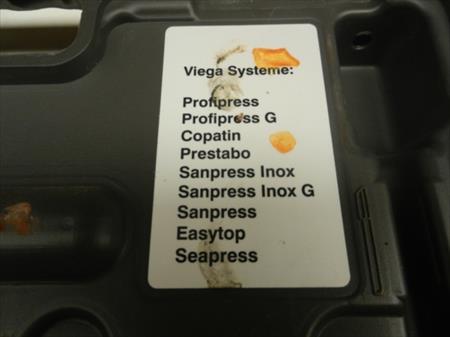 Viega Systeme:
Profipress
Profipress G
Copatin
Prestabo
Sanpress Inox
Sanpress Inox G
Sanpress
Easytop
Seapress